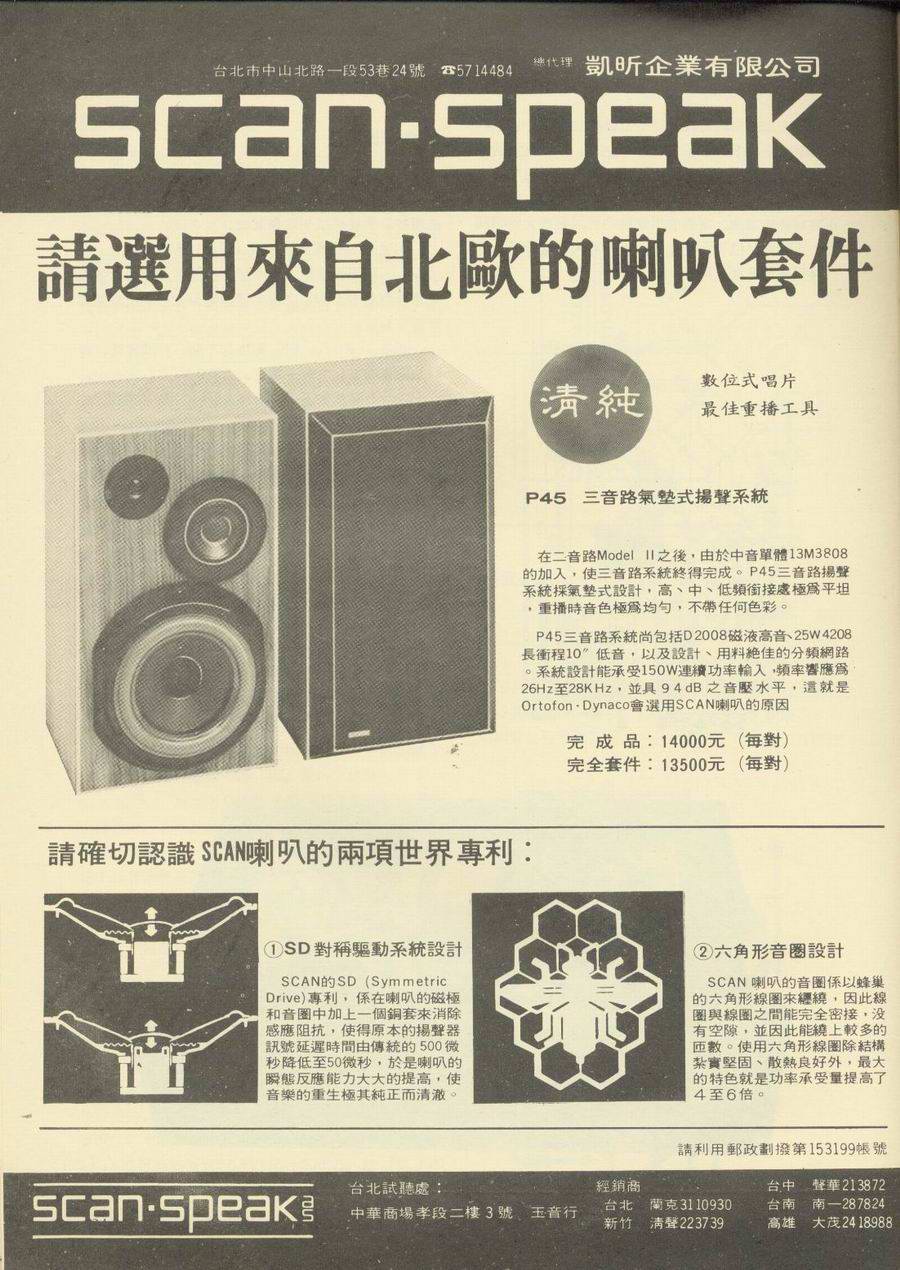 台北市中山北路一段53巷24號 ☎5714484 總代理 凱昕企業有限公司
scan·speak
請選用來自北歐的喇叭套件
清純
數位式唱片
最佳重播工具
P45 三音路氣墊式揚聲系統
在二音路Model II之後，由於中音單體13M3808
的加入，使三音路系統終得完成。P45三音路揚聲
系統採氣墊式設計，高、中、低頻銜接處極爲平坦
，重播時音色極爲均勻，不帶任何色彩。
P45三音路系統尚包括D2008磁液高音、25W4208
長衝程10″低音，以及設計、用料絶佳的分頻網路
。系統設計能承受150W連續功率輸入，頻率響應爲
26Hz至28KHz，並具94dB之音壓水平，這就是
Ortofon·Dynaco會選用SCAN喇叭的原因
完成品：14000元（每對）
完全套件：13500元（每對）
請確切認識SCAN喇叭的兩項世界專利：
①SD對稱驅動系統設計
SCAN的SD（Symmetric
Drive)專利，係在喇叭的磁極
和音圈中加上一個銅套來消除
感應阻抗，使得原本的揚聲器
訊號延遲時間由傳統的500微
秒降低至50微秒，於是喇叭的
瞬態反應能力大大的提高，使
音樂的重生極其純正而清澈。
②六角形音圈設計
SCAN喇叭的音圈係以蜂巢
的六角形線圈來纒繞，因此線
圈與線圈之間能完全密接，没
有空隙，並因此能繞上較多的
匝數。使用六角形線圈除結構
紮實堅固、散熱良好外，最大
的特色就是功率承受量提高了
4至6倍。
請利用郵政劃撥第153199帳號
scan·speak
台北試聽處：
中華商場孝段二樓3號 玉音行
經銷商
台北 蘭克3110930
新竹 清聲223739
台中 聲華213872
台南 南一287824
高雄 大茂2418988